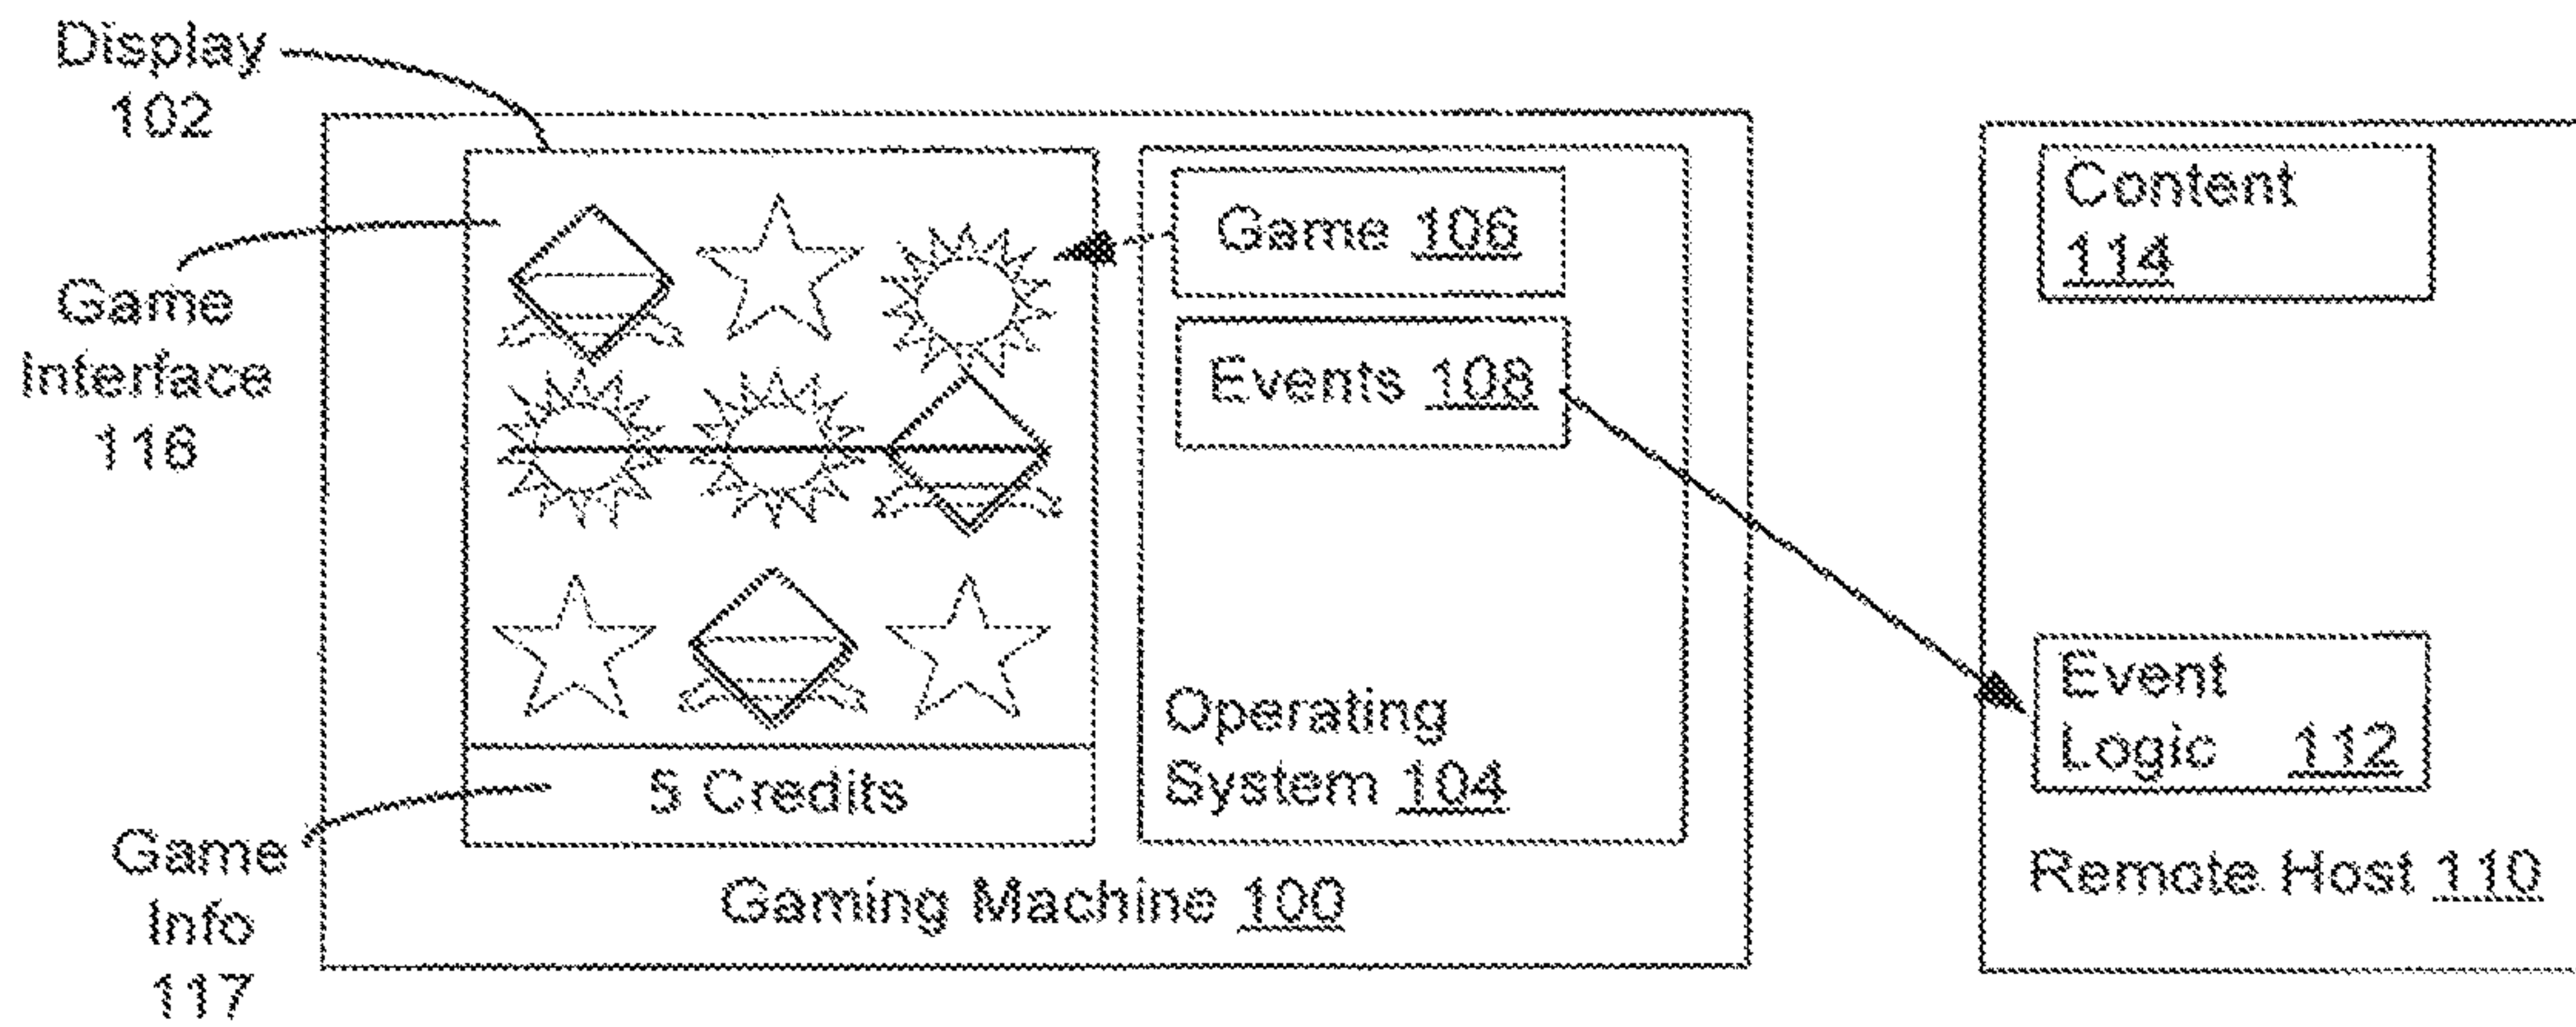 Display
102
Game
Interface
116
Game
Info
117
5 Credits
Gaming Machine 100
Game 106
Events 108
Operating
System 104
Content
114
Event
Logic 112
Remote Host 110